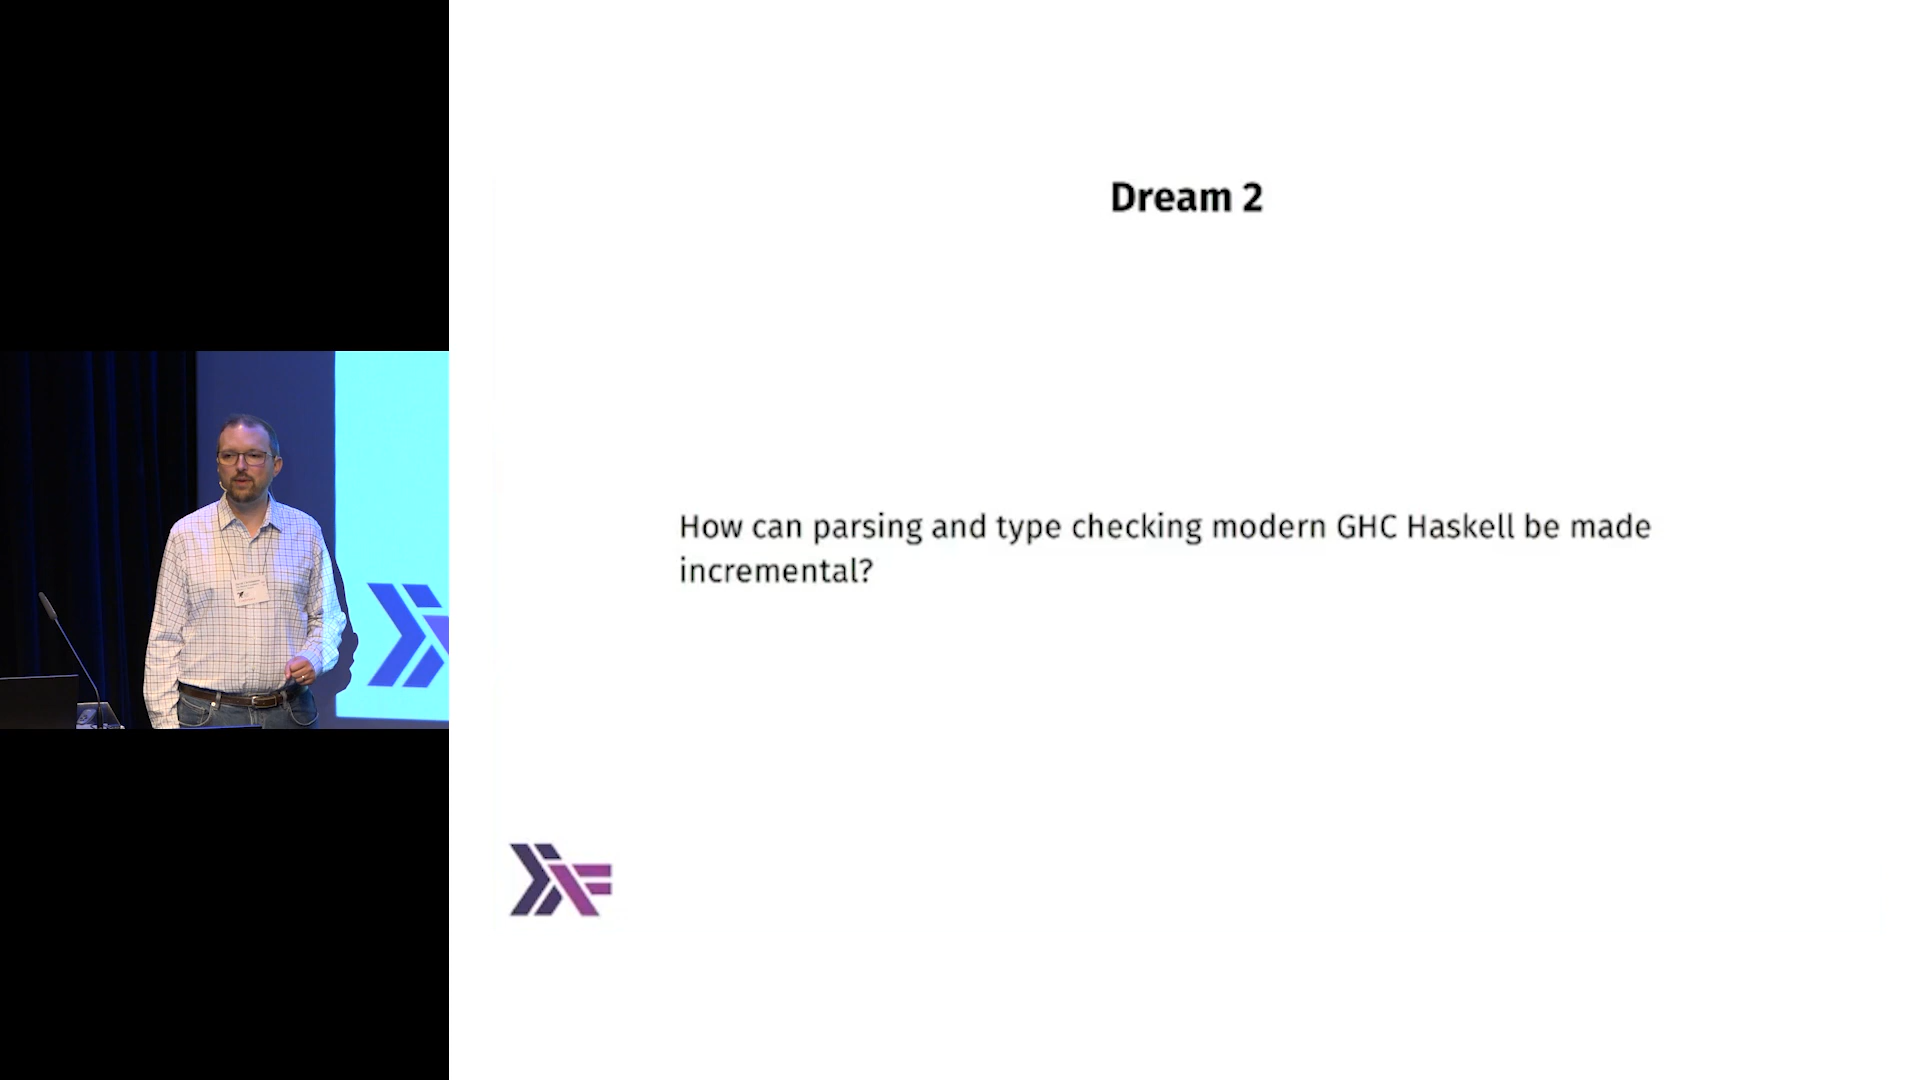 Dream 2
How can parsing and type checking modern GHC Haskell be made
incremental?